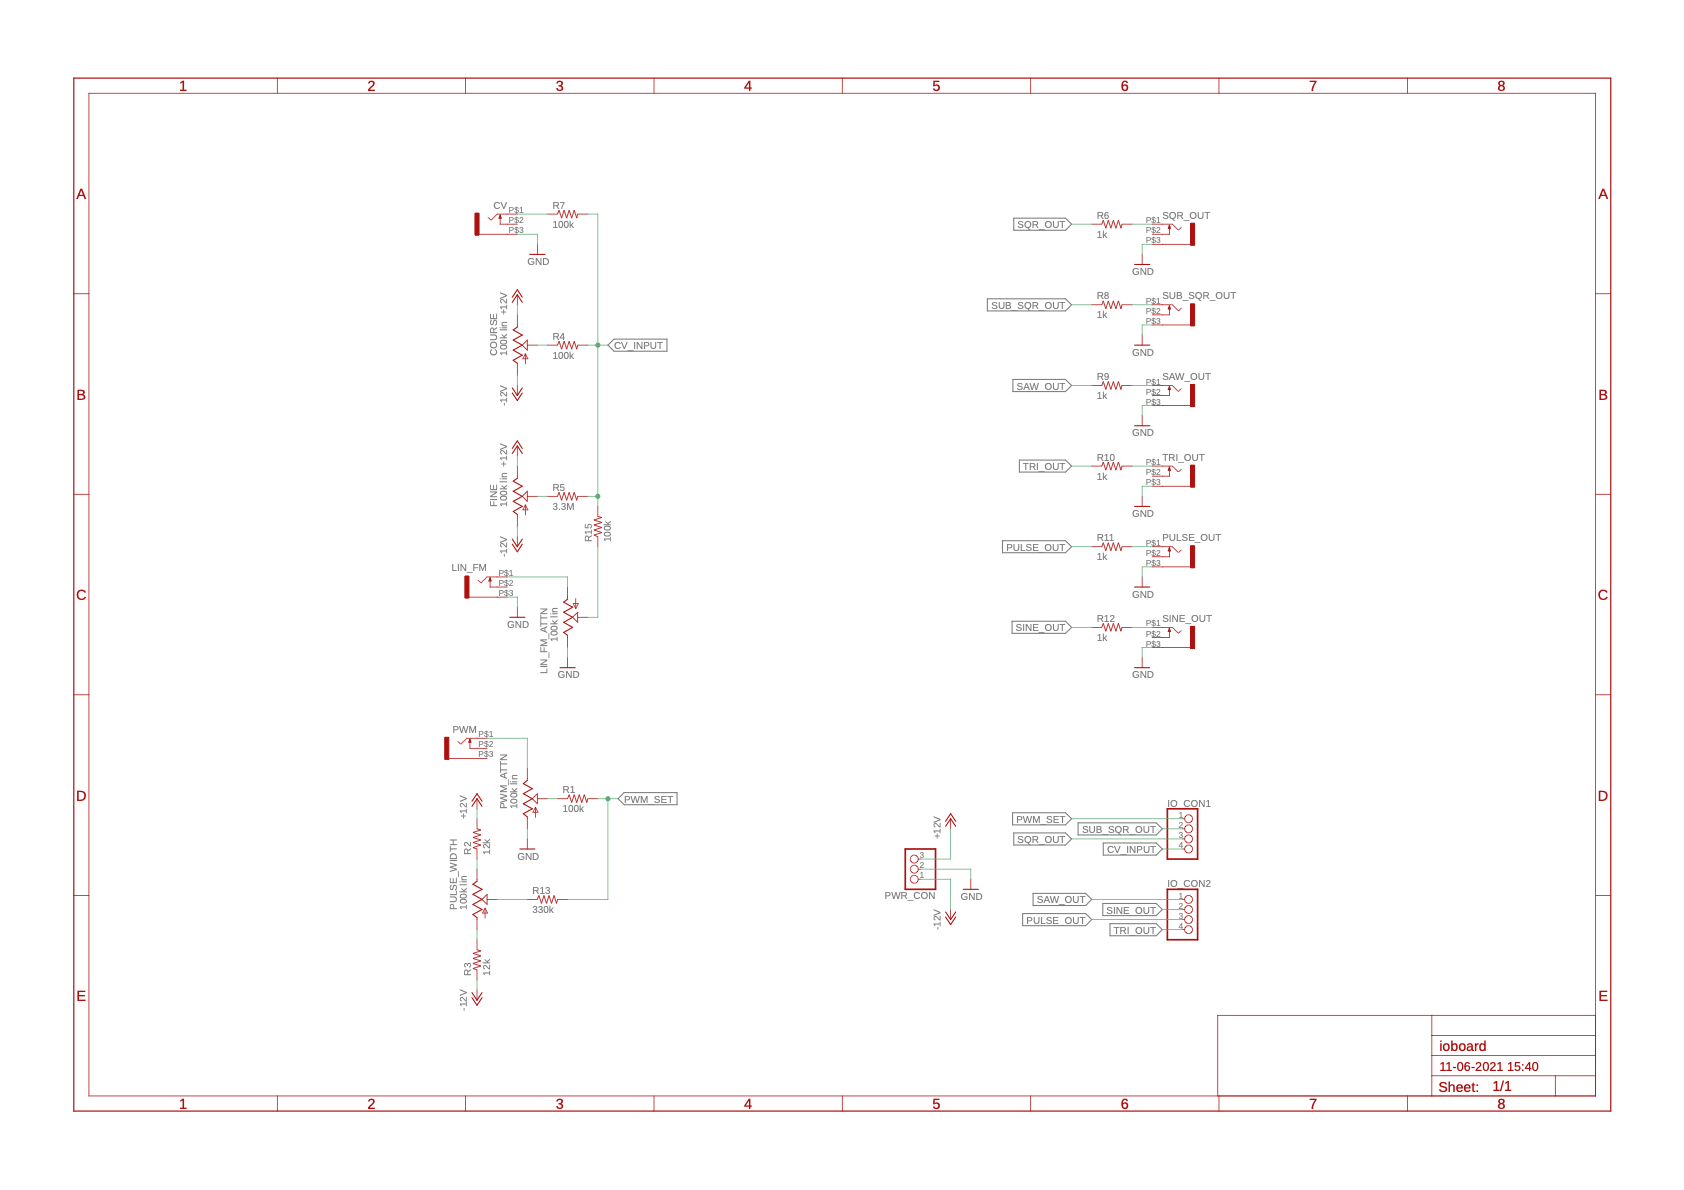 1 2 3 4 5 6 7 8
A A
B B
C C
D D
E E
CV
P$1
P$2
P$3
R7
100k
GND
COURSE
100k lin
+12V
-12V
R4
100k
CV_INPUT
FINE
100k lin
+12V
-12V
R5
3.3M
R15
100k
LIN_FM
P$1
P$2
P$3
GND
LIN_FM_ATTN
100k lin
GND
PWM
P$1
P$2
P$3
PWM_ATTN
100k lin
R1
100k
PWM_SET
GND
+12V
R2
12k
PULSE_WIDTH
100k lin
R13
330k
R3
12k
-12V
SQR_OUT
R6
1k
P$1
P$2
P$3
SQR_OUT
GND
SUB_SQR_OUT
R8
1k
P$1
P$2
P$3
SUB_SQR_OUT
GND
SAW_OUT
R9
1k
P$1
P$2
P$3
SAW_OUT
GND
TRI_OUT
R10
1k
P$1
P$2
P$3
TRI_OUT
GND
PULSE_OUT
R11
1k
P$1
P$2
P$3
PULSE_OUT
GND
SINE_OUT
R12
1k
P$1
P$2
P$3
SINE_OUT
GND
+12V
3
2
1
PWR_CON
GND
-12V
IO_CON1
PWM_SET 1
SUB_SQR_OUT 2
SQR_OUT 3
CV_INPUT 4
IO_CON2
SAW_OUT 1
SINE_OUT 2
PULSE_OUT 3
TRI_OUT 4
ioboard
11-06-2021 15:40
Sheet: 1/1
1 2 3 4 5 6 7 8